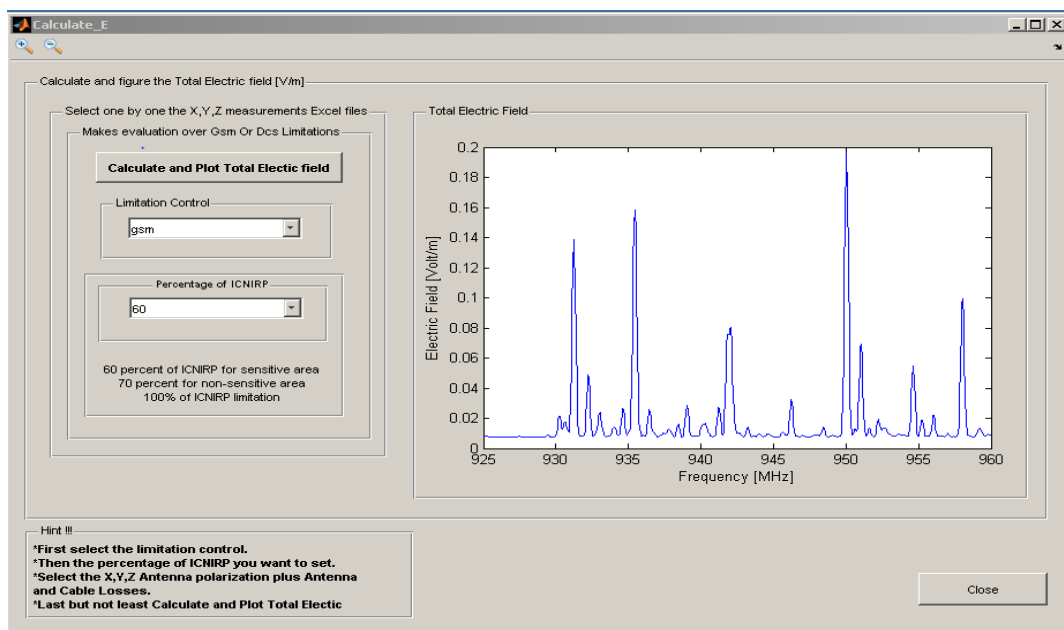 Calculate_E
Calculate and figure the Total Electric field [V/m]
Select one by one the X,Y,Z measurements Excel files
Makes evaluation over Gsm Or Dcs Limitations
Calculate and Plot Total Electic field
Limitation Control
gsm
Percentage of ICNIRP
60
60 percent of ICNIRP for sensitive area
70 percent for non-sensitive area
100% of ICNIRP limitation
Total Electric Field
Electric Field [Volt/m]
0.2
0.18
0.16
0.14
0.12
0.1
0.08
0.06
0.04
0.02
0
925
930
935
940
945
950
955
960
Frequency [MHz]
Hint !!!
*First select the limitation control.
*Then the percentage of ICNIRP you want to set.
*Select the X,Y,Z Antenna polarization plus Antenna
and Cable Losses.
*Last but not least Calculate and Plot Total Electic
Close